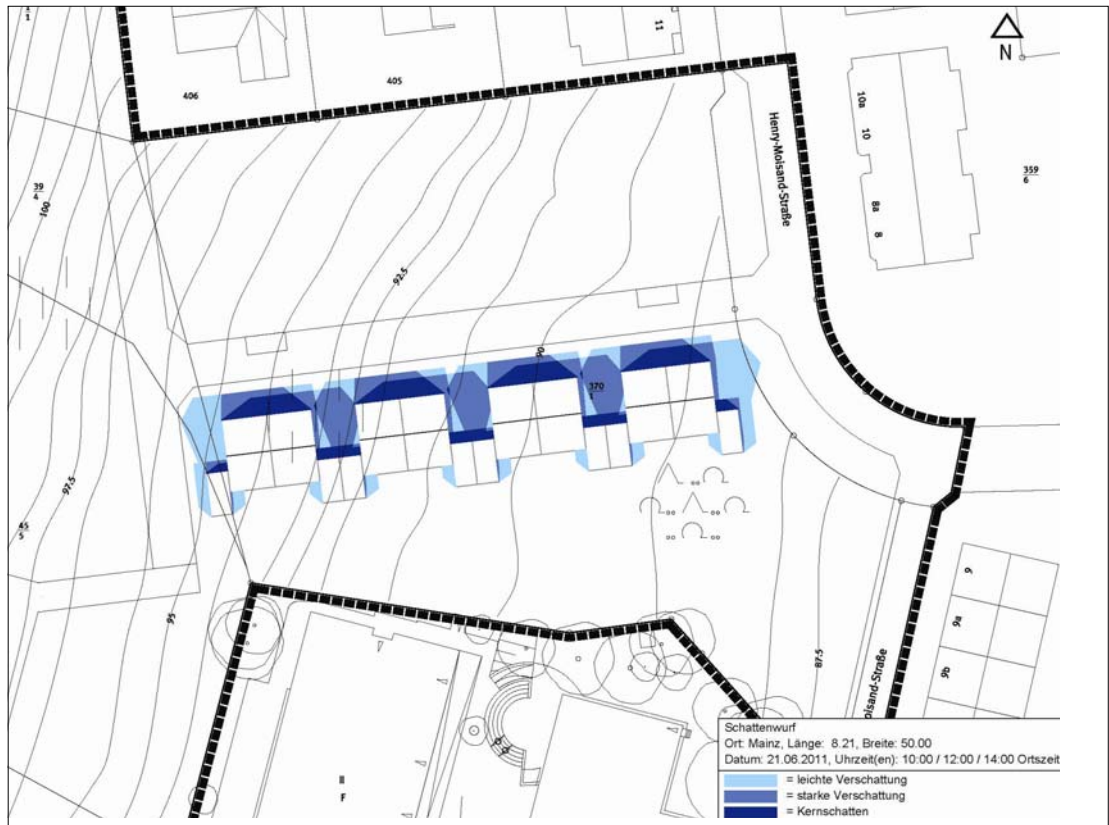 1
1
11
N
406
405
10a
10
Henry-Moisand-Straße
39
4
100
359
6
8a
8
92.5
90
370
1
97.5
45
5
95
9
9a
87.5
9b
oisand-Straße
III
F
Schattenwurf
Ort: Mainz, Länge: 8.21, Breite: 50.00
Datum: 21.06.2011, Uhrzeit(en): 10:00 / 12:00 / 14:00 Ortszeit
= leichte Verschattung
= starke Verschattung
= Kernschatten